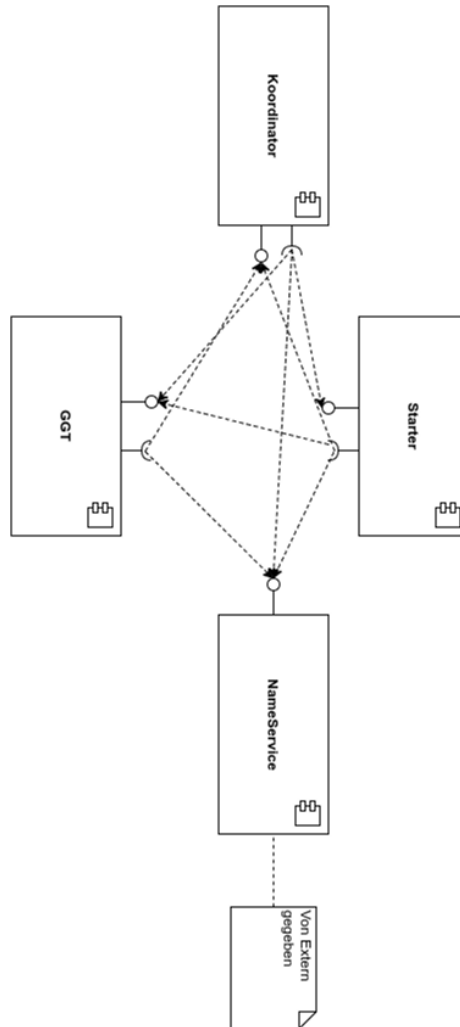 Koordinator
Starter
GGT
NameService
Von Extern
gegeben